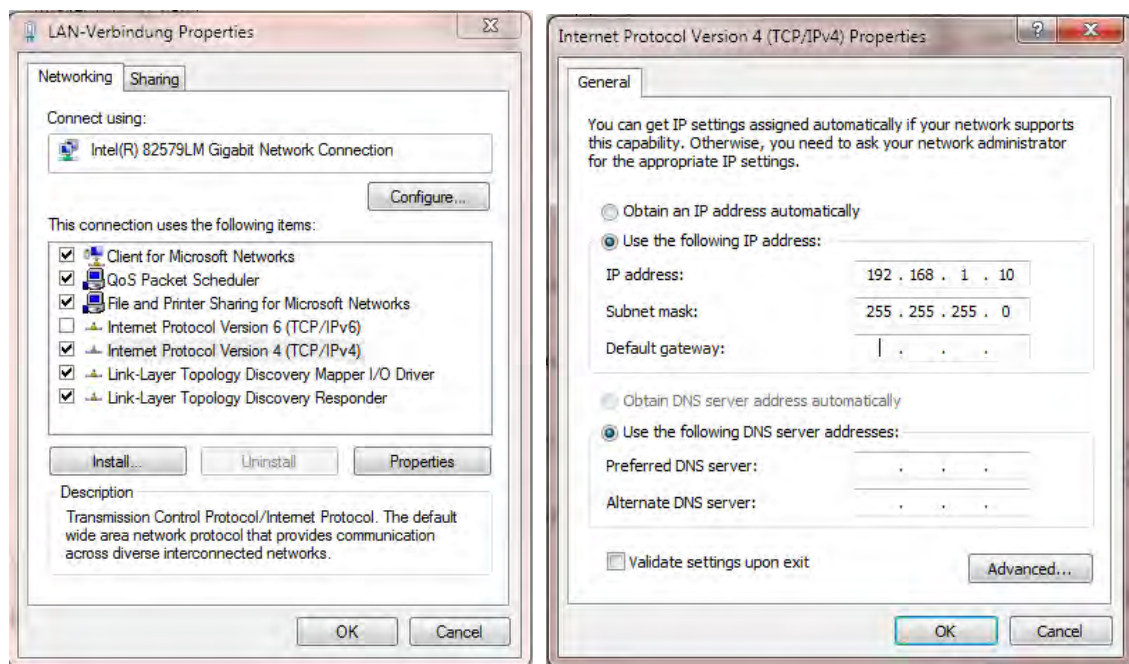 LAN-Verbindung Properties
Networking
Sharing
Connect using:
Intel(R) 82579LM Gigabit Network Connection
Configure...
This connection uses the following items:
Client for Microsoft Networks
QoS Packet Scheduler
File and Printer Sharing for Microsoft Networks
Internet Protocol Version 6 (TCP/IPv6)
Internet Protocol Version 4 (TCP/IPv4)
Link-Layer Topology Discovery Mapper I/O Driver
Link-Layer Topology Discovery Responder
Install...
Uninstall
Properties
Description
Transmission Control Protocol/Internet Protocol. The default
wide area network protocol that provides communication
across diverse interconnected networks.
OK
Cancel
Internet Protocol Version 4 (TCP/IPv4) Properties
?
General
You can get IP settings assigned automatically if your network supports
this capability. Otherwise, you need to ask your network administrator
for the appropriate IP settings.
Obtain an IP address automatically
Use the following IP address:
IP address: 192 . 168 . 1 . 10
Subnet mask: 255 . 255 . 255 . 0
Default gateway: . . .
Obtain DNS server address automatically
Use the following DNS server addresses:
Preferred DNS server: . . .
Alternate DNS server: . . .
Validate settings upon exit
Advanced...
OK
Cancel